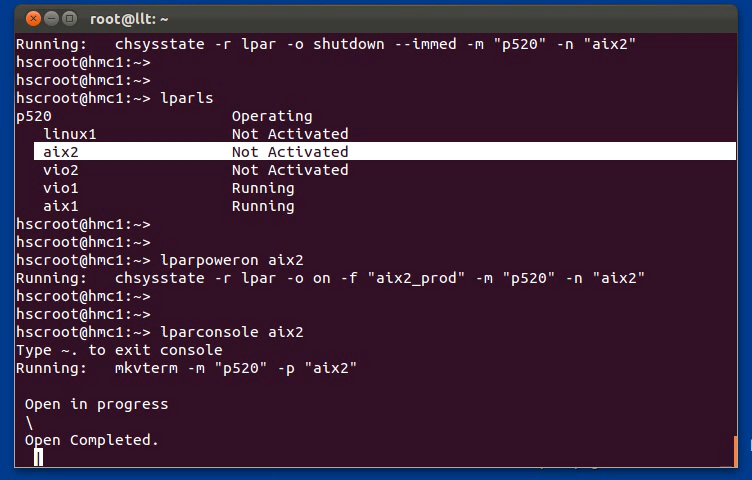 root@llt: ~
Running:   chsysstate -r lpar -o shutdown --immed -m "p520" -n "aix2"
hscroot@hmc1:~>
hscroot@hmc1:~>
hscroot@hmc1:~> lparls
p520                    Operating
   linux1               Not Activated
   aix2                 Not Activated
   vio2                 Not Activated
   vio1                 Running
   aix1                 Running
hscroot@hmc1:~>
hscroot@hmc1:~>
hscroot@hmc1:~> lparpoweron aix2
Running:   chsysstate -r lpar -o on -f "aix2_prod" -m "p520" -n "aix2"
hscroot@hmc1:~>
hscroot@hmc1:~>
hscroot@hmc1:~> lparconsole aix2
Type ~. to exit console
Running:   mkvterm -m "p520" -p "aix2"
 Open in progress
 \
 Open Completed.